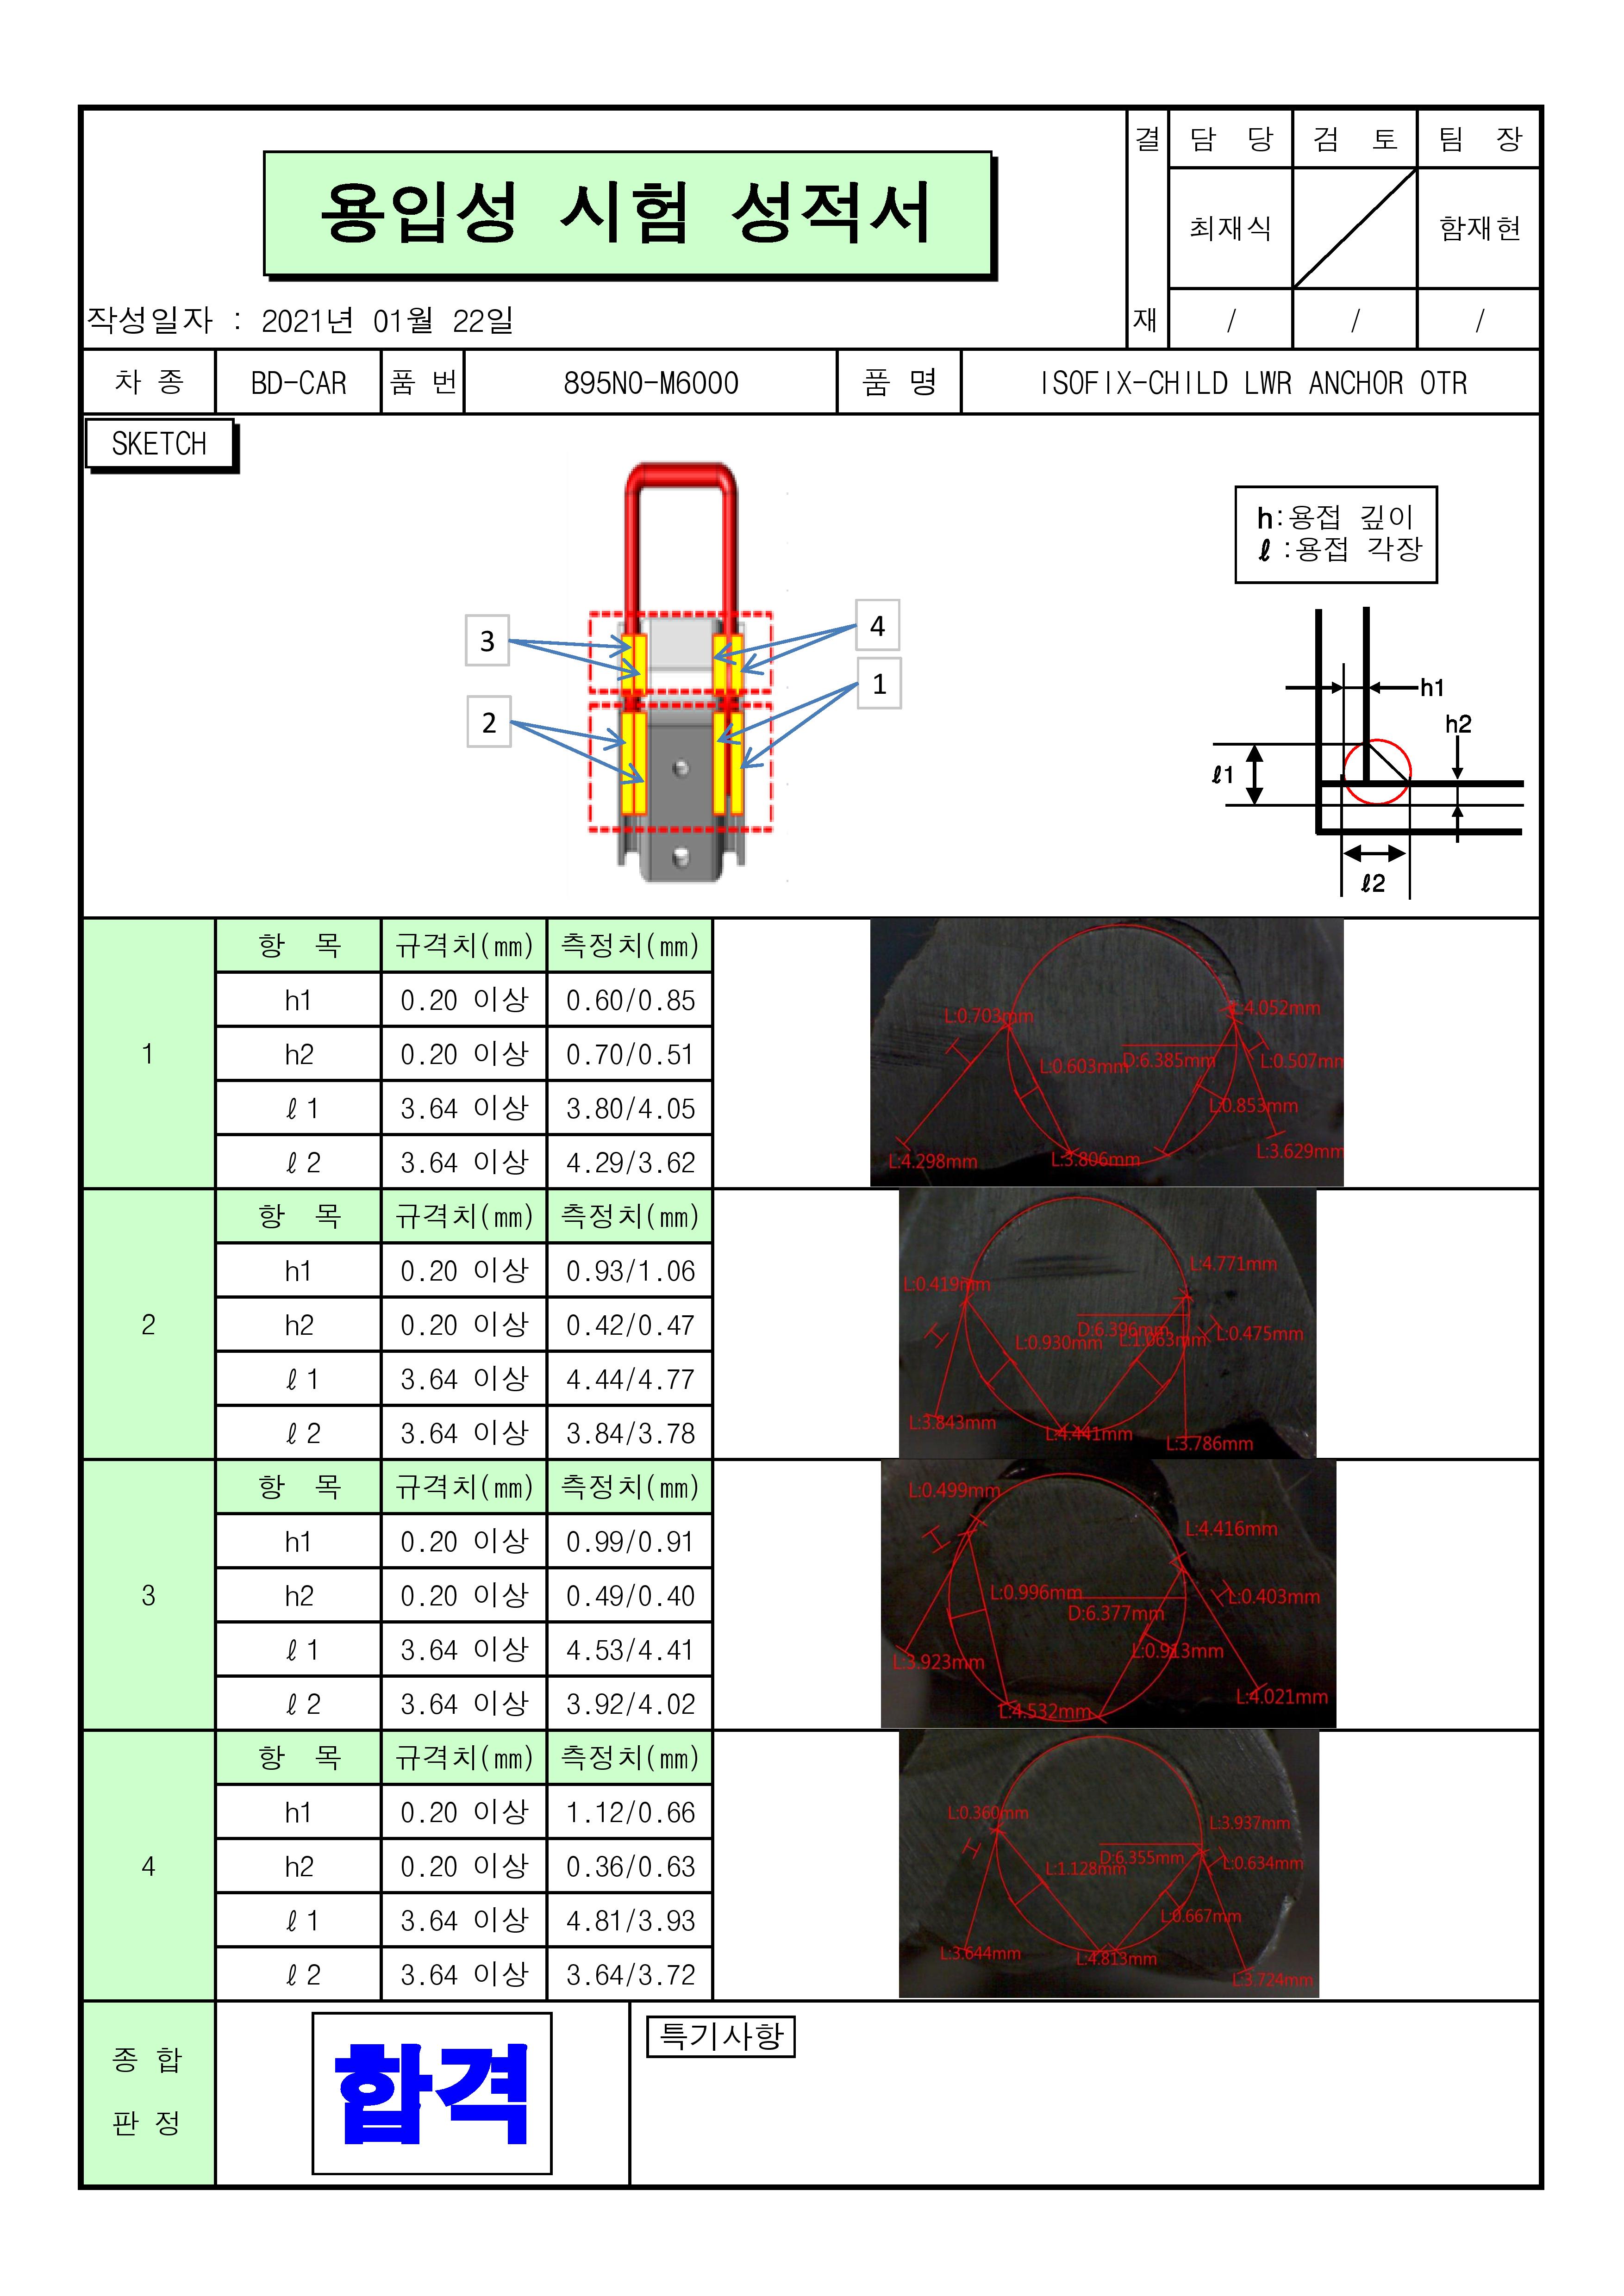 용입성 시험 성적서
결 재
담 당 검 토 팀 장
최재식 함재현
/ / /
작성일자 : 2021년 01월 22일
차 종 BD-CAR 품 번 895N0-M6000 품 명 ISOFIX-CHILD LWR ANCHOR OTR
SKETCH
h:용접 깊이
ℓ :용접 각장
3
4
1
2
h1
h2
ℓ1
ℓ2
1
항 목 규격치(㎜) 측정치(㎜)
h1 0.20 이상 0.60/0.85
h2 0.20 이상 0.70/0.51
ℓ1 3.64 이상 3.80/4.05
ℓ2 3.64 이상 4.29/3.62
L:0.703mm
L:4.052mm
L:0.603mm
D:6.385mm
L:0.507mm
L:0.853mm
L:4.298mm
L:3.806mm
L:3.629mm
2
항 목 규격치(㎜) 측정치(㎜)
h1 0.20 이상 0.93/1.06
h2 0.20 이상 0.42/0.47
ℓ1 3.64 이상 4.44/4.77
ℓ2 3.64 이상 3.84/3.78
L:4.771mm
L:0.419mm
D:6.396mm
L:0.930mm
L:1.063mm
L:0.475mm
L:3.843mm
L:4.441mm
L:3.786mm
3
항 목 규격치(㎜) 측정치(㎜)
h1 0.20 이상 0.99/0.91
h2 0.20 이상 0.49/0.40
ℓ1 3.64 이상 4.53/4.41
ℓ2 3.64 이상 3.92/4.02
L:0.499mm
L:4.416mm
L:0.996mm
L:0.403mm
D:6.377mm
L:0.913mm
L:3.923mm
L:4.021mm
L:4.532mm
4
항 목 규격치(㎜) 측정치(㎜)
h1 0.20 이상 1.12/0.66
h2 0.20 이상 0.36/0.63
ℓ1 3.64 이상 4.81/3.93
ℓ2 3.64 이상 3.64/3.72
L:0.360mm
L:3.937mm
D:6.355mm
L:1.128mm
L:0.634mm
L:0.667mm
L:3.644mm
L:4.813mm
L:3.724mm
종 합
판 정
합격
특기사항